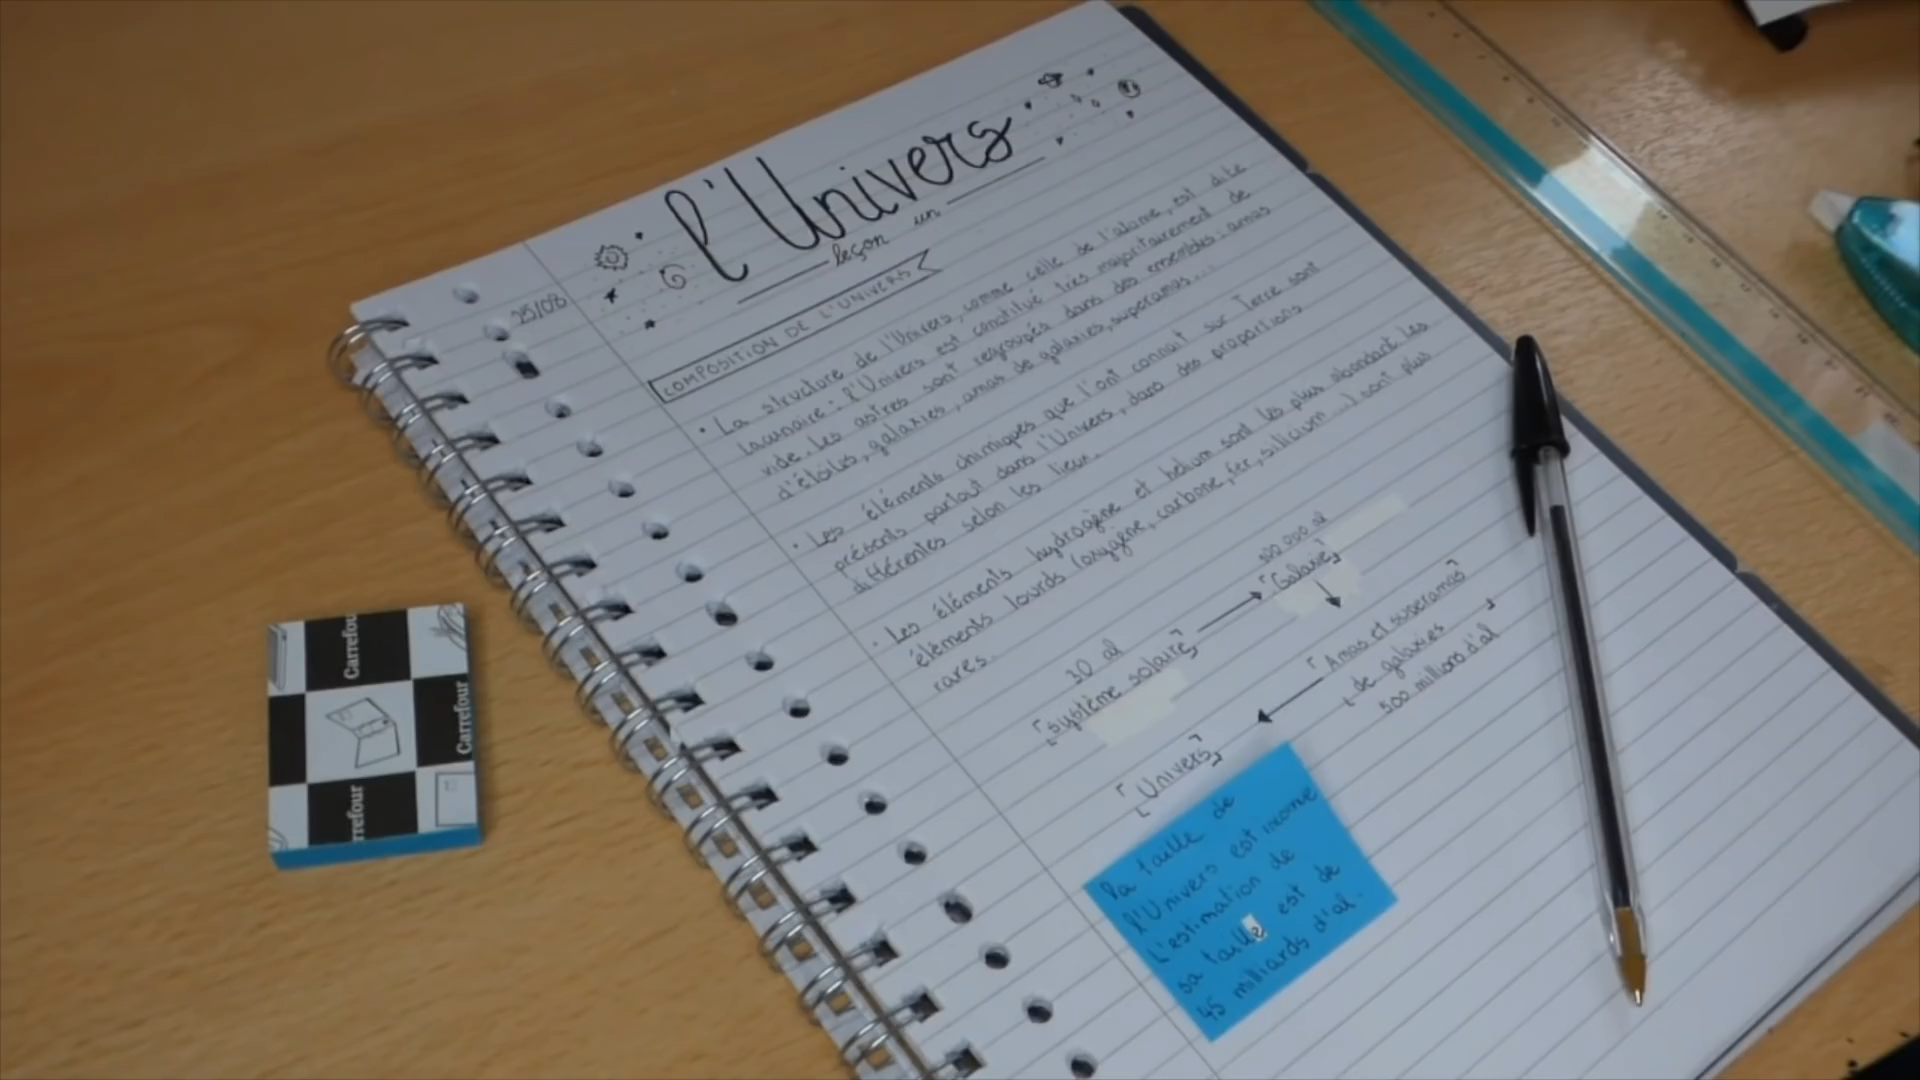 l'Univers
leçon un
25/08
COMPOSITION DE L'UNIVERS
• La structure de l'Univers, comme celle de l'atome, est dite
lacunaire : l'Univers est constitué très majoritairement de
vide. Les astres sont regroupés dans des ensembles : amas
d'étoiles, galaxies, amas de galaxies, superamas...
• Les éléments chimiques que l'ont connaît sur Terre sont
présents partout dans l'Univers, dans des proportions
différentes selon les lieux.
• Les éléments hydrogène et hélium sont les plus abondant les
éléments lourds (oxygène, carbone, fer, silicium ...) sont plus
rares.
30 al
système solaire
100 000 al
Galaxie
Amas et superamas
de galaxies
500 millions d'al
Univers
la taille de
l'Univers est inconnue
L'estimation de
sa taille est de
45 milliards d'al.
Carrefour
Carrefour
rrefour